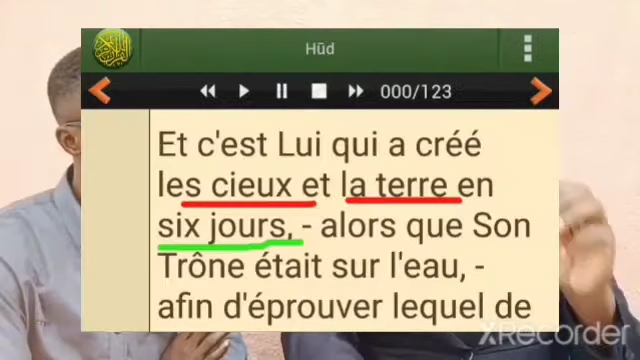 Hūd
000/123
Et c'est Lui qui a créé
les cieux et la terre en
six jours, - alors que Son
Trône était sur l'eau, -
afin d'éprouver lequel de
XRecorder